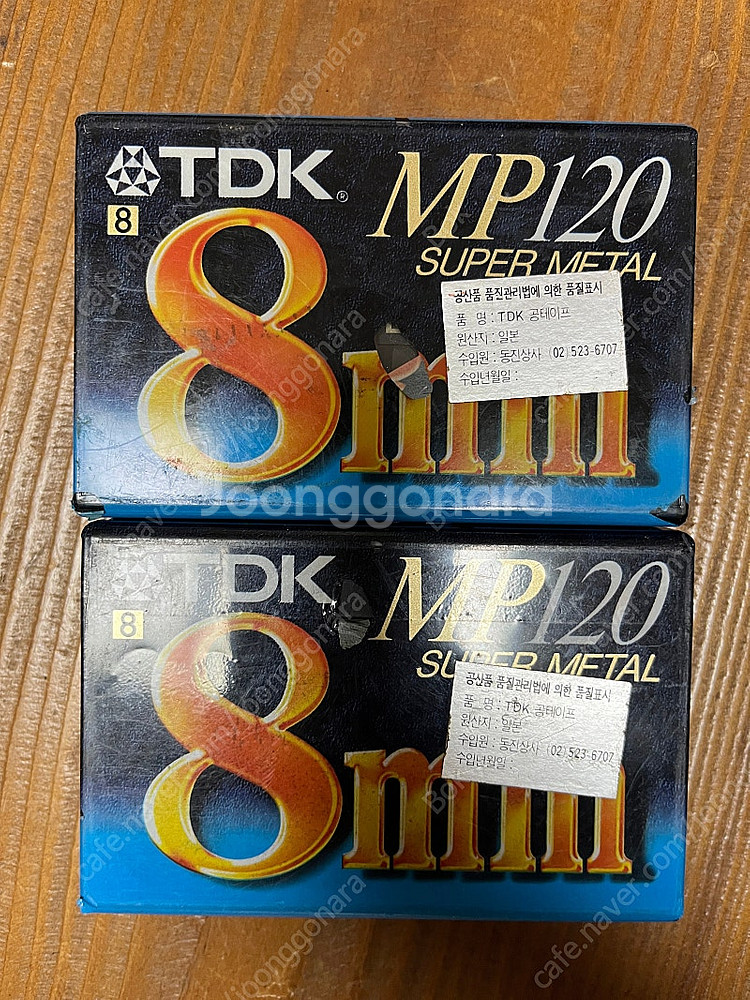 TDK®
MP120
8
SUPER METAL
8mm
공산품 품질관리법에 의한 품질표시
품 명 : TDK 공테이프
원산지 : 일본
수입원 : 동진상사 (02) 523-6707
수입년월일 :
Joonggonara
TDK
MP120
8
SUPER METAL
8mm
공산품 품질관리법에 의한 품질표시
품 명 : TDK 공테이프
원산지 : 일본
수입원 : 동진상사 (02) 523-6707
수입년월일 :
cafe.naver.com/joonggonara